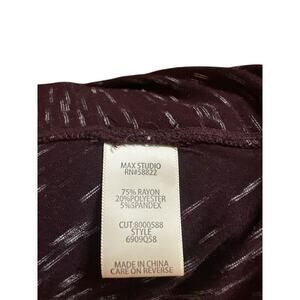 MAX STUDIO
RN#58822
75% RAYON
20%POLYESTER
5%SPANDEX
CUT:8000588
STYLE
6909Q58
MADE IN CHINA
CARE ON REVERSE